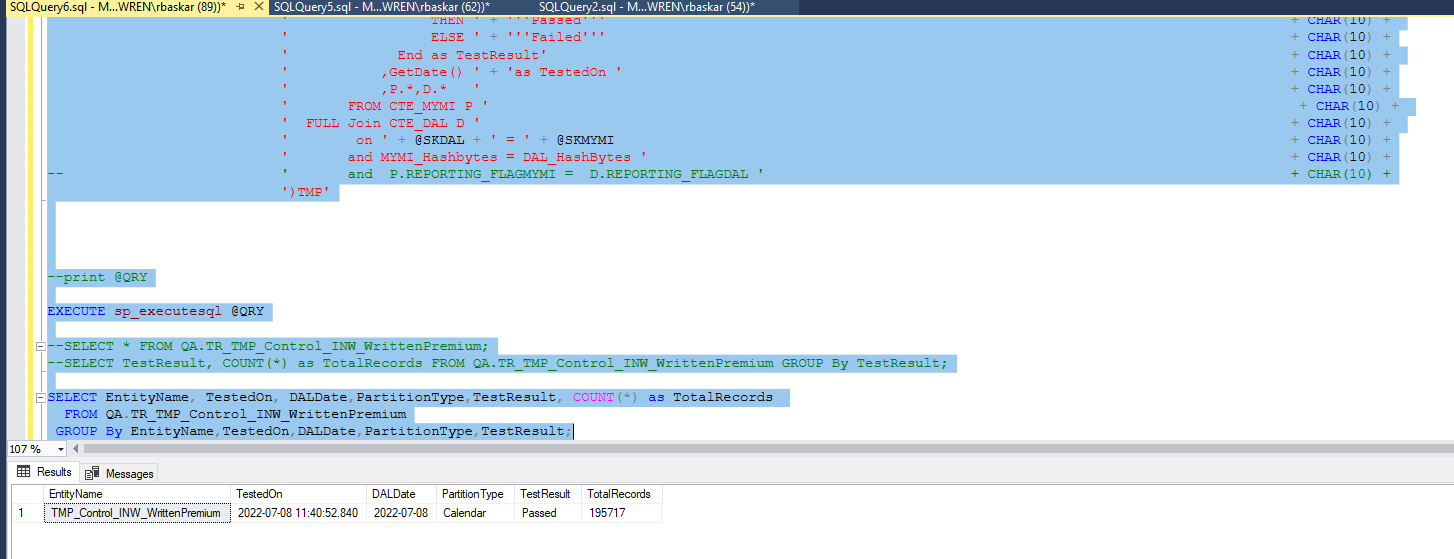 SQLQuery6.sql - M...WREN\rbaskar (89))* SQLQuery5.sql - M...WREN\rbaskar (62))* SQLQuery2.sql - M...WREN\rbaskar (54))*
' THEN ' + '''Passed''' + CHAR(10) +
' ELSE ' + '''Failed''' + CHAR(10) +
' End as TestResult' + CHAR(10) +
' ,GetDate() ' + 'as TestedOn ' + CHAR(10) +
' ,P.*,D.* ' + CHAR(10) +
' FROM CTE_MYMI P ' + CHAR(10) +
' FULL Join CTE_DAL D ' + CHAR(10) +
' on ' + @SKDAL + ' = ' + @SKMYMI + CHAR(10) +
' and MYMI_Hashbytes = DAL_HashBytes ' + CHAR(10) +
-- ' and P.REPORTING_FLAGMYMI = D.REPORTING_FLAGDAL ' + CHAR(10) +
')TMP'
--print @QRY
EXECUTE sp_executesql @QRY
--SELECT * FROM QA.TR_TMP_Control_INW_WrittenPremium;
--SELECT TestResult, COUNT(*) as TotalRecords FROM QA.TR_TMP_Control_INW_WrittenPremium GROUP By TestResult;
SELECT EntityName, TestedOn, DALDate,PartitionType,TestResult, COUNT(*) as TotalRecords
FROM QA.TR_TMP_Control_INW_WrittenPremium
GROUP By EntityName,TestedOn,DALDate,PartitionType,TestResult;
107 %
Results Messages
EntityName TestedOn DALDate PartitionType TestResult TotalRecords
1 TMP_Control_INW_WrittenPremium 2022-07-08 11:40:52.840 2022-07-08 Calendar Passed 195717